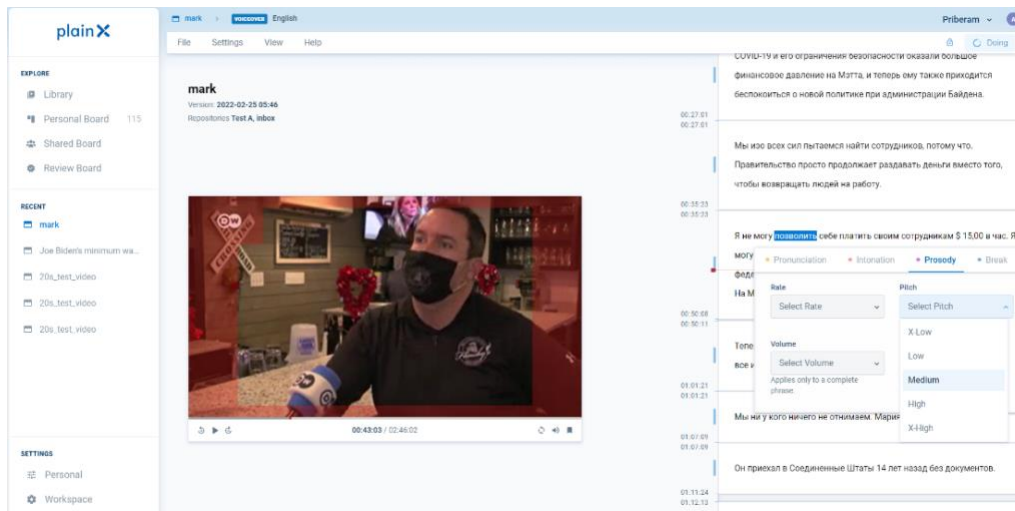 plain X
EXPLORE
Library
Personal Board 115
Shared Board
Review Board
RECENT
mark
Joe Biden's minimum wa...
20s_test_video
20s_test_video
20s_test_video
SETTINGS
Personal
Workspace
mark > VOICEOVER English
Priberam
File Settings View Help
Doing
mark
Version: 2022-02-25 05:46
Repositories Test A, inbox
DW
00:43:03 / 02:46:02
COVID-19 и его ограничения безопасности оказали большое
финансовое давление на Мэтта, и теперь ему также приходится
беспокоиться о новой политике при администрации Байдена.
00:27:01
00:27:01
Мы изо всех сил пытаемся найти сотрудников, потому что.
Правительство просто продолжает раздавать деньги вместо того,
чтобы возвращать людей на работу.
00:35:23
00:35:23
Я не могу позволить себе платить своим сотрудникам $ 15,00 в час. Я
могу
феде
На М
Pronunciation Intonation Prosody Break
Rate
Select Rate
Pitch
Select Pitch
X-Low
Low
Medium
High
X-High
Volume
Select Volume
Applies only to a complete
phrase.
00:50:08
00:50:11
Тепе
все и
01:01:21
01:01:21
Мы ни у кого ничего не отнимаем. Мария
01:07:09
01:07:09
Он приехал в Соединенные Штаты 14 лет назад без документов.
01:11:24
01:12:13